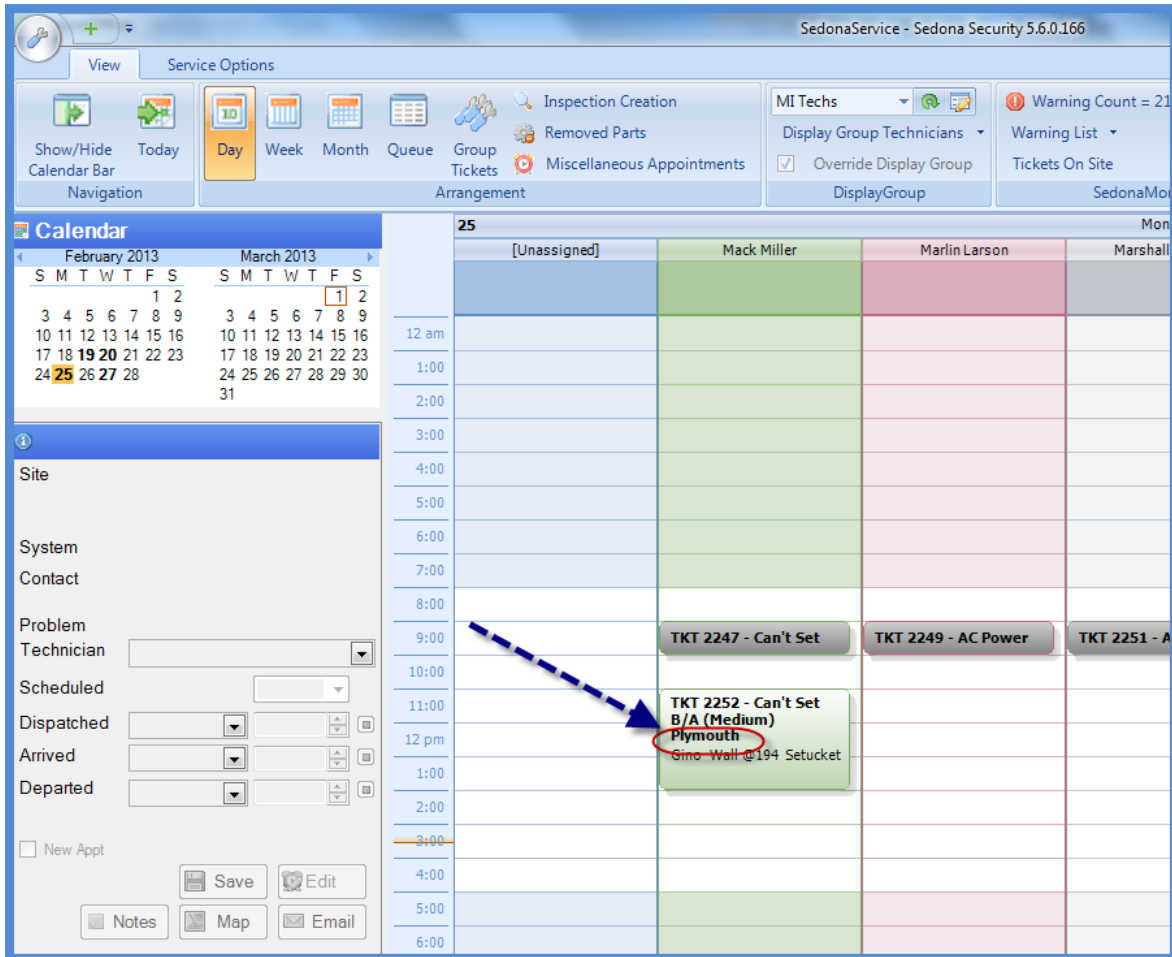 SedonaService - Sedona Security 5.6.0.166
View Service Options
Show/Hide Calendar Bar
Today
Navigation
Day
Week
Month
Queue
Group Tickets
Inspection Creation
Removed Parts
Miscellaneous Appointments
Arrangement
MI Techs
Display Group Technicians
Override Display Group
DisplayGroup
Warning Count = 21
Warning List
Tickets On Site
SedonaMo
Calendar
February 2013
S M T W T F S
1 2
3 4 5 6 7 8 9
10 11 12 13 14 15 16
17 18 19 20 21 22 23
24 25 26 27 28
March 2013
S M T W T F S
1 2
3 4 5 6 7 8 9
10 11 12 13 14 15 16
17 18 19 20 21 22 23
24 25 26 27 28 29 30
31
Site
System
Contact
Problem
Technician
Scheduled
Dispatched
Arrived
Departed
New Appt
Save
Edit
Notes
Map
Email
25 Mon
[Unassigned] Mack Miller Marlin Larson Marshall
12 am
1:00
2:00
3:00
4:00
5:00
6:00
7:00
8:00
9:00
10:00
11:00
12 pm
1:00
2:00
3:00
4:00
5:00
6:00
TKT 2247 - Can't Set
TKT 2249 - AC Power
TKT 2251 - A
TKT 2252 - Can't Set
B/A (Medium)
Plymouth
Gino Wall @194 Setucket